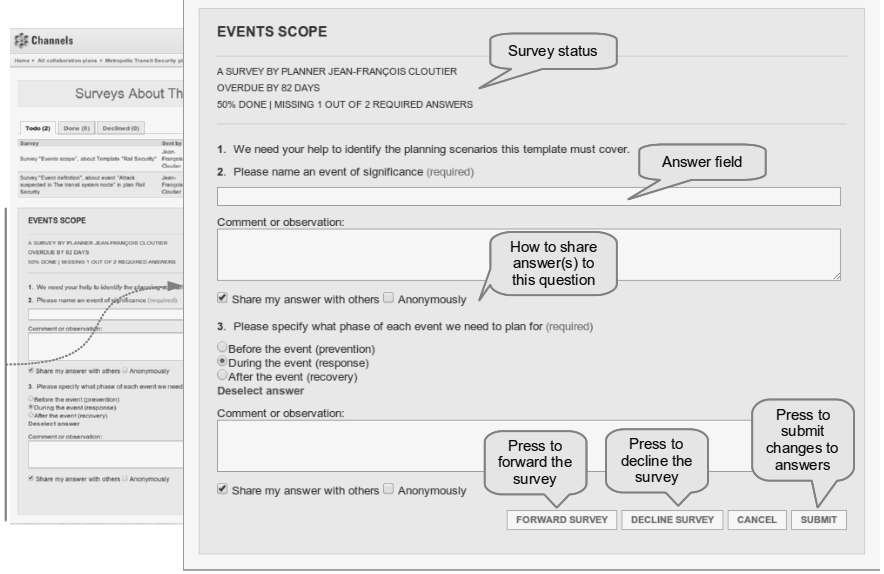 Channels
Home ▸ All collaboration plans ▸ Metropolis Transit Security pl
Surveys About Th
Todo (2) Done (0) Declined (0)
Survey Sent by
Survey "Events scope", about Template "Rail Security" Jean-François Cloutier
Survey "Event definition", about event "Attack suspected in The transit system node" in plan Rail Security Jean-François Cloutier
EVENTS SCOPE
A SURVEY BY PLANNER JEAN-FRANÇOIS CLOUTIER
OVERDUE BY 82 DAYS
50% DONE | MISSING 1 OUT OF 2 REQUIRED ANSWERS
1. We need your help to identify the planning
2. Please name an event of significance (required)
Comment or observation:
Share my answer with others Anonymously
3. Please specify what phase of each event we need
Before the event (prevention)
During the event (response)
After the event (recovery)
Deselect answer
Comment or observation:
Share my answer with others Anonymously
EVENTS SCOPE
Survey status
A SURVEY BY PLANNER JEAN-FRANÇOIS CLOUTIER
OVERDUE BY 82 DAYS
50% DONE | MISSING 1 OUT OF 2 REQUIRED ANSWERS
1. We need your help to identify the planning scenarios this template must cover.
Answer field
2. Please name an event of significance (required)
Comment or observation:
How to share
answer(s) to
this question
Share my answer with others Anonymously
3. Please specify what phase of each event we need to plan for (required)
Before the event (prevention)
During the event (response)
After the event (recovery)
Deselect answer
Comment or observation:
Press to
forward the
survey
Press to
decline the
survey
Press to
submit
changes to
answers
Share my answer with others Anonymously
FORWARD SURVEY DECLINE SURVEY CANCEL SUBMIT